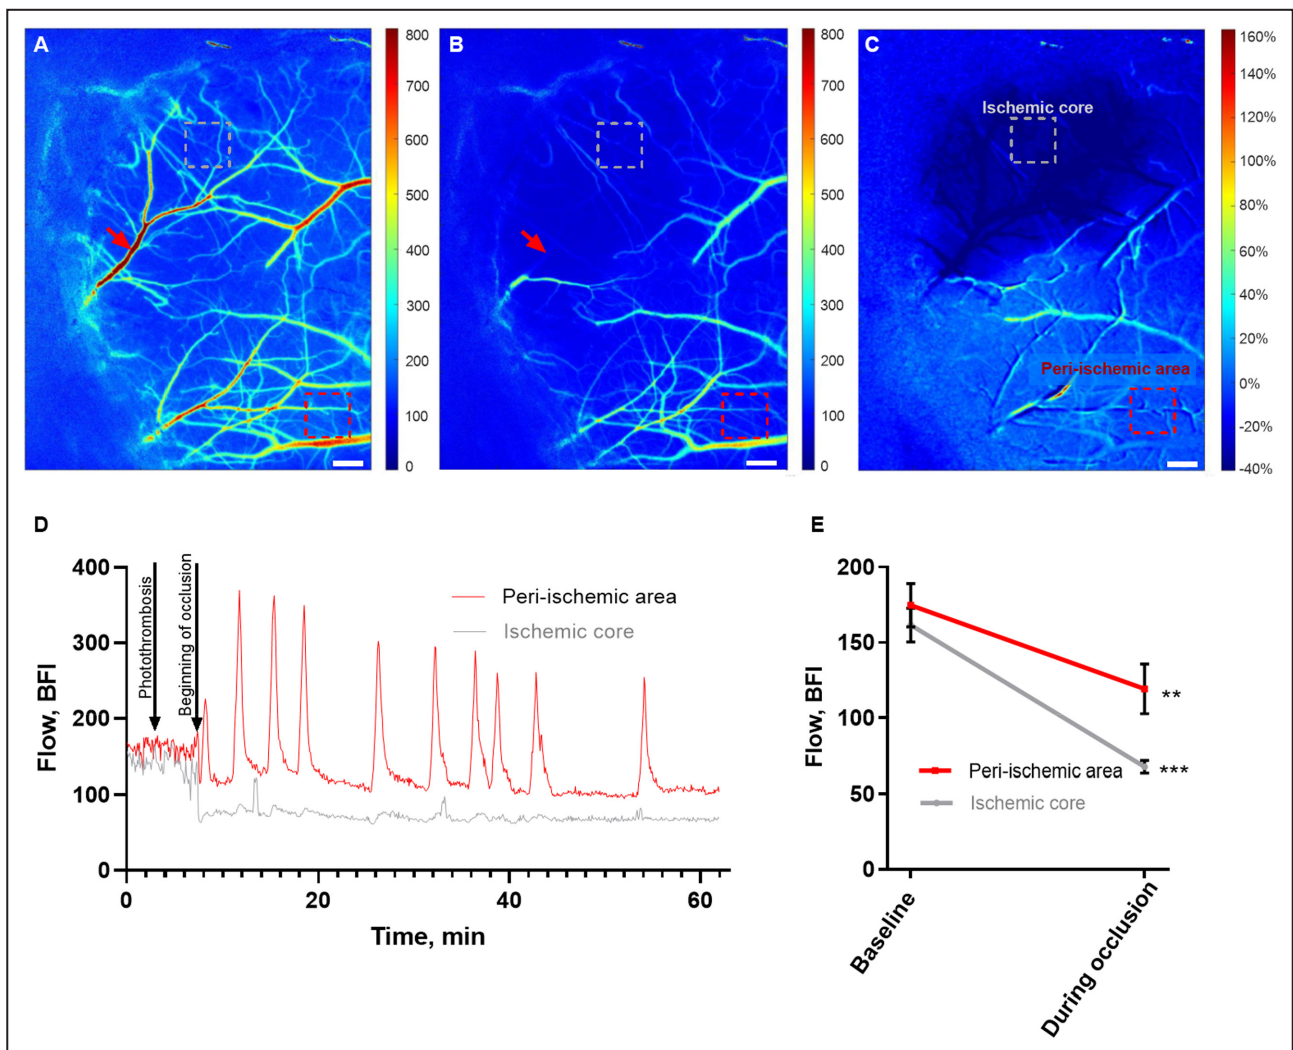 A
800
700
600
500
400
300
200
100
0
B
800
700
600
500
400
300
200
100
0
C
Ischemic core
Peri-ischemic area
160%
140%
120%
100%
80%
60%
40%
20%
0%
-20%
-40%
D
Flow, BFI
400
300
200
100
0
Photothrombosis
Beginning of occlusion
Peri-ischemic area
Ischemic core
0
20
40
60
Time, min
E
Flow, BFI
200
150
100
50
0
**
***
Peri-ischemic area
Ischemic core
Baseline
During occlusion